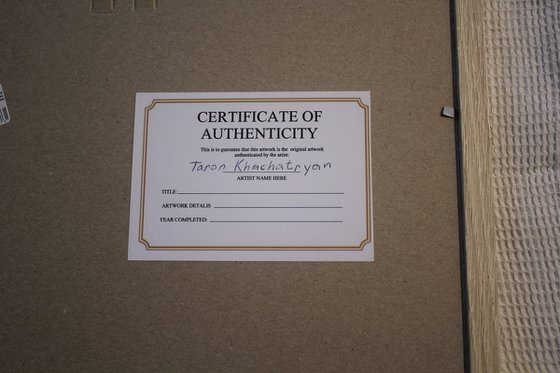 CERTIFICATE OF
AUTHENTICITY
This is to guarantee that this artwork is the original artwork
authenticated by the artist:
Taron Khachatryan
ARTIST NAME HERE
TITLE:
ARTWORK DETALIS
YEAR COMPLETED: